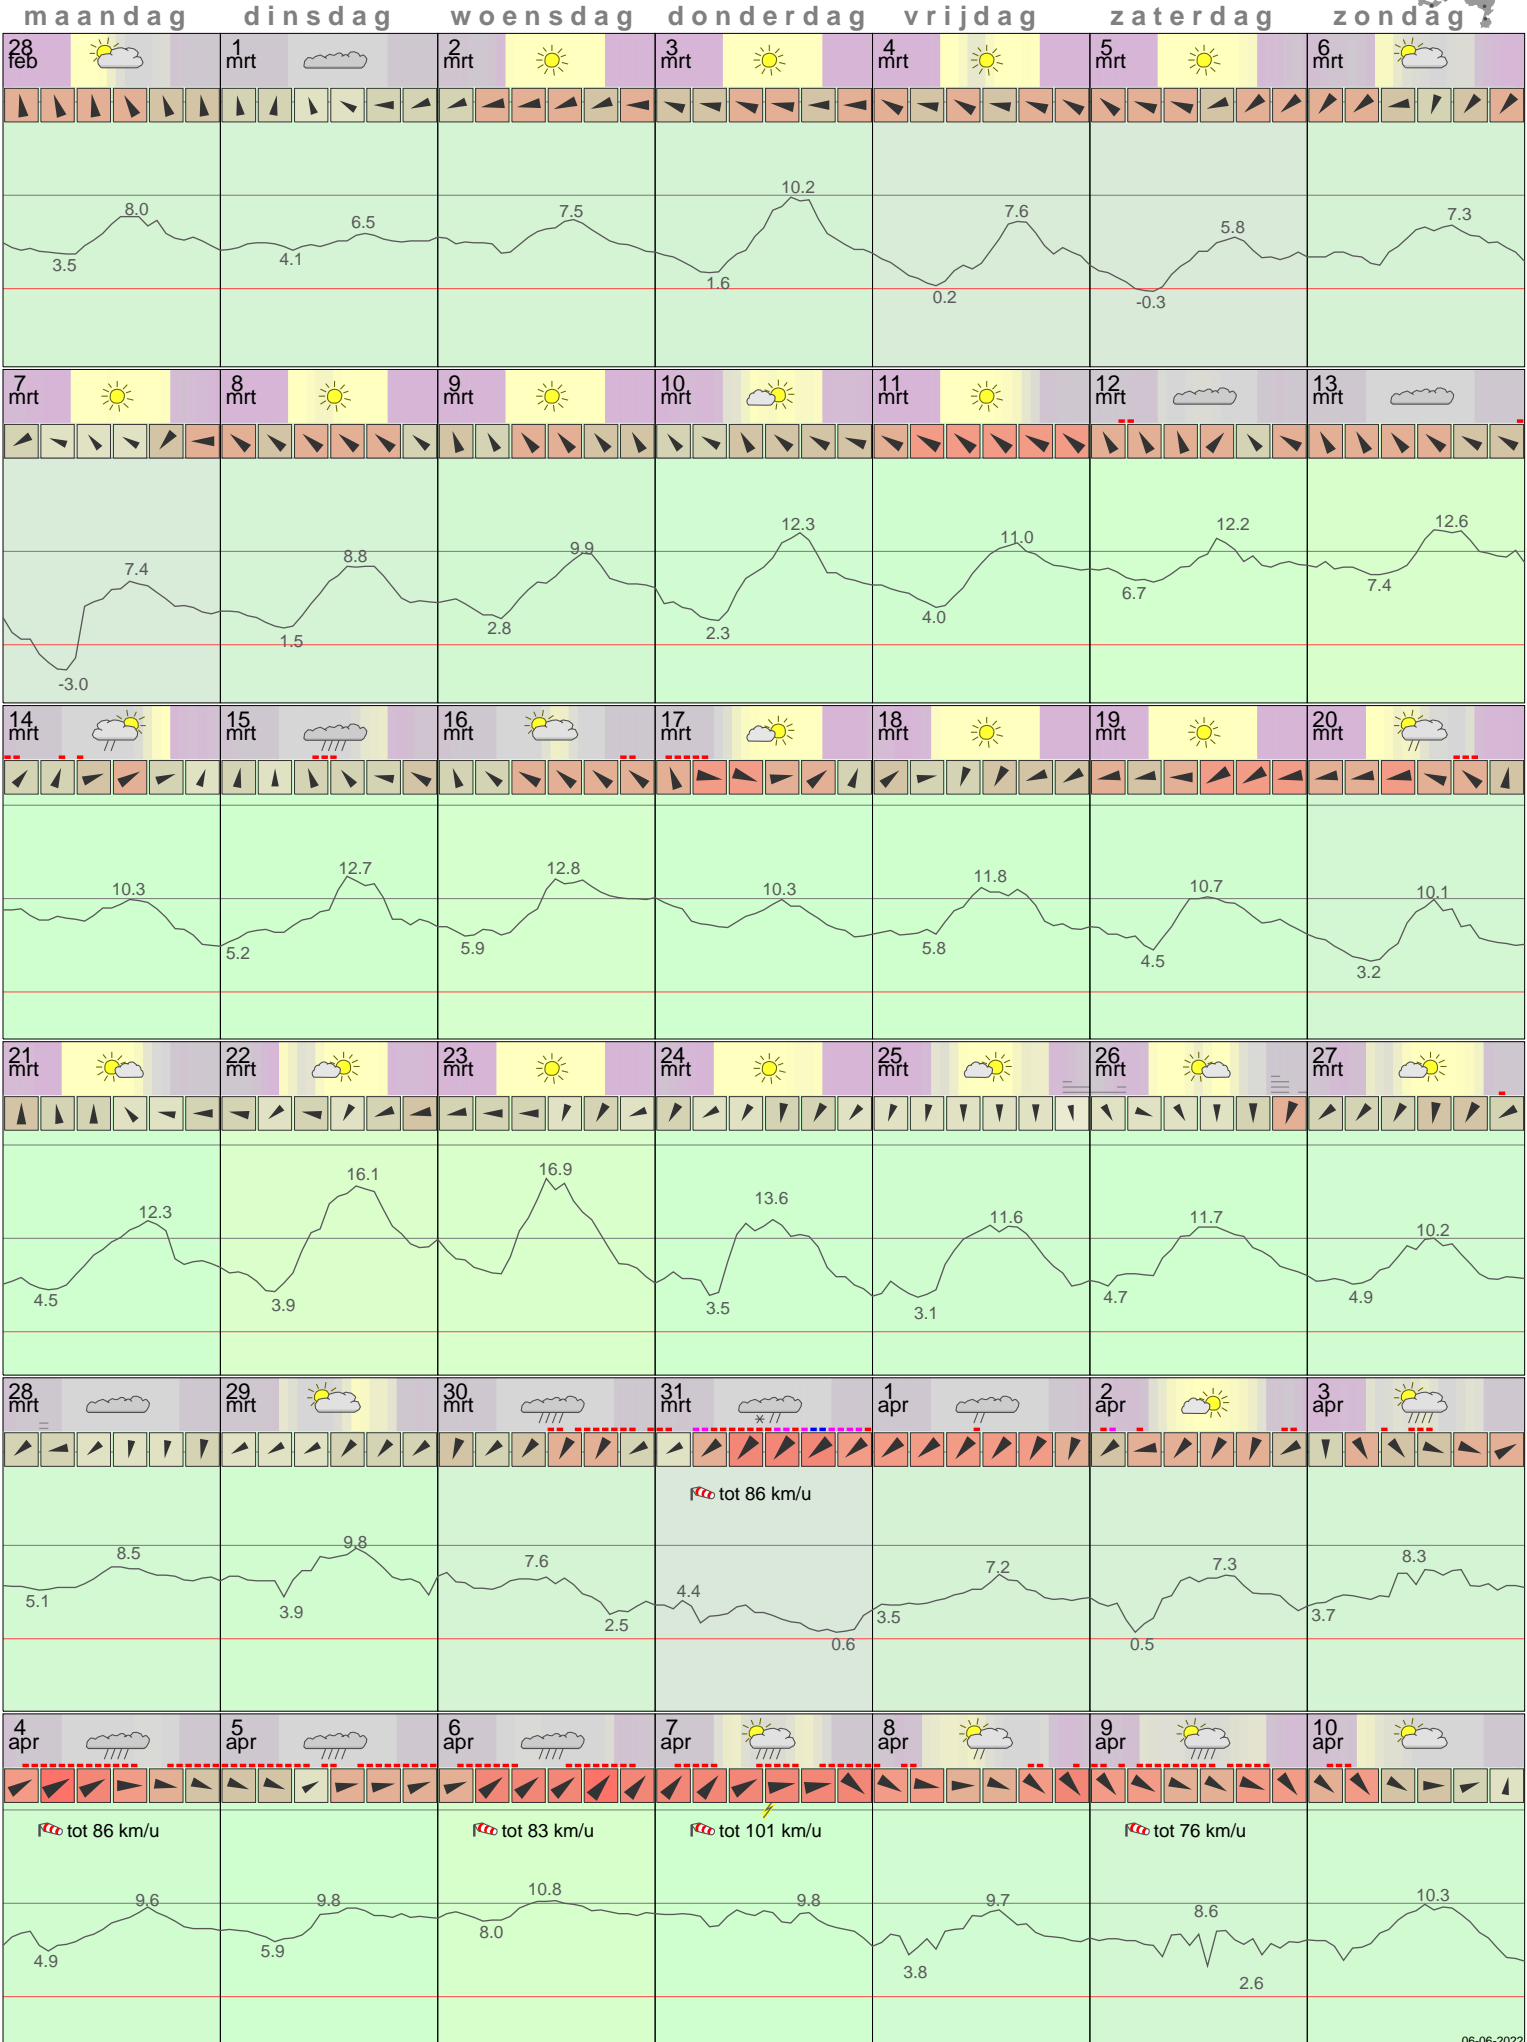 maandag dinsdag woensdag donderdag vrijdag zaterdag zondag
28 feb 1 mrt 2 mrt 3 mrt 4 mrt 5 mrt 6 mrt
8.0 3.5 6.5 4.1 7.5 10.2 1.6 7.6 0.2 5.8 -0.3 7.3
7 mrt 8 mrt 9 mrt 10 mrt 11 mrt 12 mrt 13 mrt
7.4 -3.0 8.8 1.5 9.9 2.8 12.3 2.3 11.0 4.0 12.2 6.7 12.6 7.4
14 mrt 15 mrt 16 mrt 17 mrt 18 mrt 19 mrt 20 mrt
10.3 5.2 12.7 12.8 5.9 10.3 11.8 5.8 10.7 4.5 10.1 3.2
21 mrt 22 mrt 23 mrt 24 mrt 25 mrt 26 mrt 27 mrt
12.3 4.5 16.1 3.9 16.9 13.6 3.5 11.6 3.1 11.7 4.7 10.2 4.9
28 mrt 29 mrt 30 mrt 31 mrt 1 apr 2 apr 3 apr
tot 86 km/u
8.5 5.1 9.8 3.9 7.6 2.5 4.4 0.6 7.2 3.5 7.3 0.5 8.3 3.7
4 apr 5 apr 6 apr 7 apr 8 apr 9 apr 10 apr
tot 86 km/u tot 83 km/u tot 101 km/u tot 76 km/u
9.6 4.9 9.8 5.9 10.8 8.0 9.8 9.7 3.8 8.6 2.6 10.3
06-06-2022